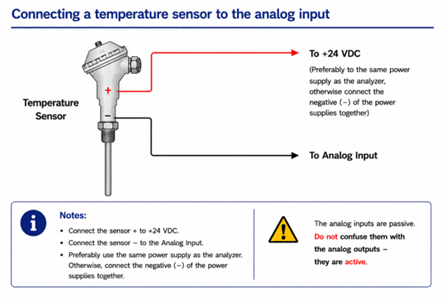 Connecting a temperature sensor to the analog input
To +24 VDC
(Preferably to the same power
supply as the analyzer,
otherwise connect the
negative (−) of the power
supplies together)
Temperature
Sensor
+
−
To Analog Input
Notes:
• Connect the sensor + to +24 VDC.
• Connect the sensor − to the Analog Input.
• Preferably use the same power supply as the analyzer.
Otherwise, connect the negative (−) of the power
supplies together.
The analog inputs are passive.
Do not confuse them with
the analog outputs –
they are active.